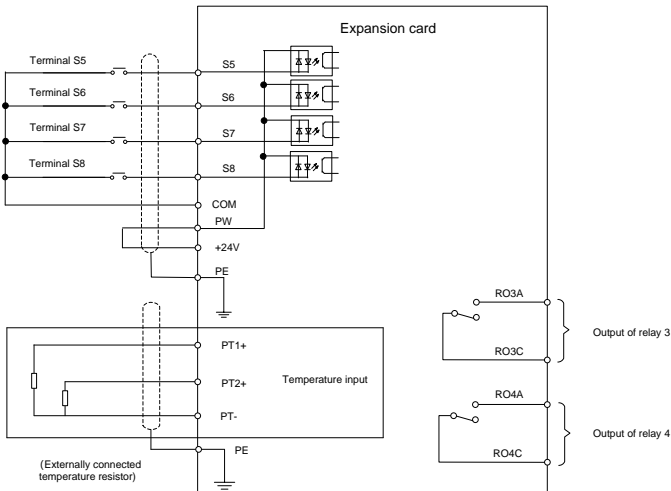 Expansion card
Terminal S5
S5
Terminal S6
S6
Terminal S7
S7
Terminal S8
S8
COM
PW
+24V
PE
PT1+
PT2+
Temperature input
PT-
PE
(Externally connected
temperature resistor)
RO3A
Output of relay 3
RO3C
RO4A
Output of relay 4
RO4C